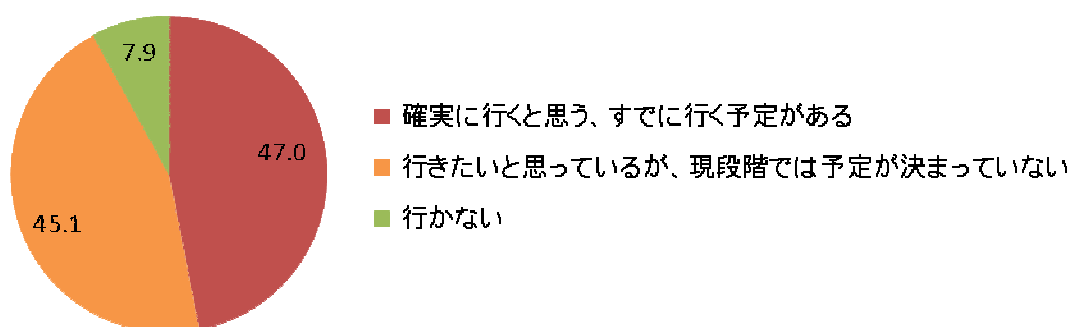 7.9
47.0
45.1
確実に行くと思う、すでに行く予定がある
行きたいと思っているが、現段階では予定が決まっていない
行かない